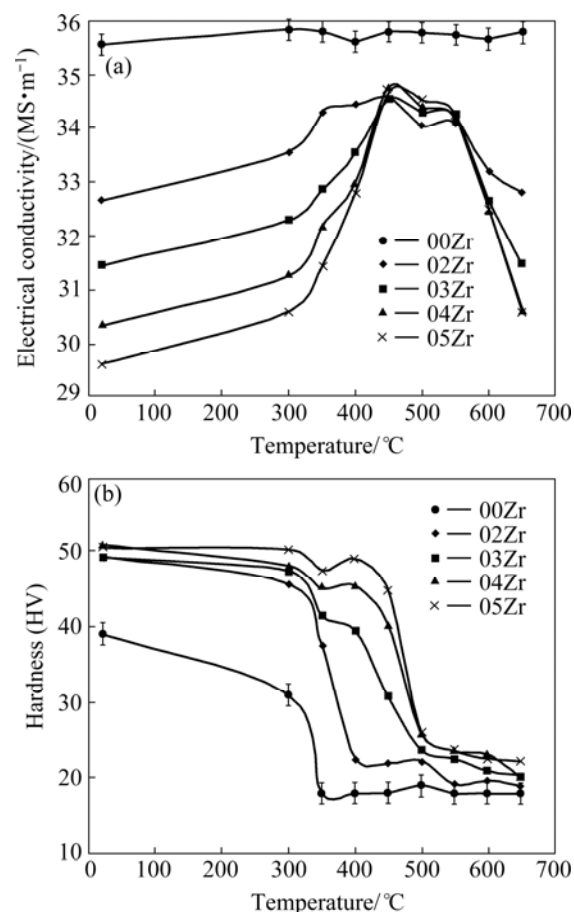 36
35
34
33
32
31
30
29
(a)
00Zr
02Zr
03Zr
04Zr
05Zr
0 100 200 300 400 500 600 700
Temperature/℃
Electrical conductivity/(MS•m⁻¹)
60
50
40
30
20
10
(b)
00Zr
02Zr
03Zr
04Zr
05Zr
0 100 200 300 400 500 600 700
Temperature/℃
Hardness (HV)